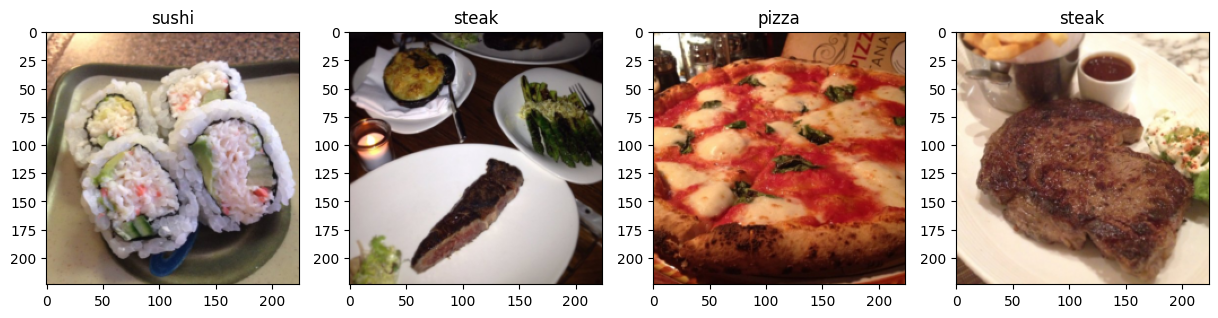 sushi steak pizza steak
0 0 0 0
25 25 25 25
PIZZ
50 50 50 50
75 75 75 75
100 100 100 100
125 125 125 125
150 150 150 150
175 175 175 175
200 200 200 200
0 50 100 150 200 0 50 100 150 200 0 50 100 150 200 0 50 100 150 200